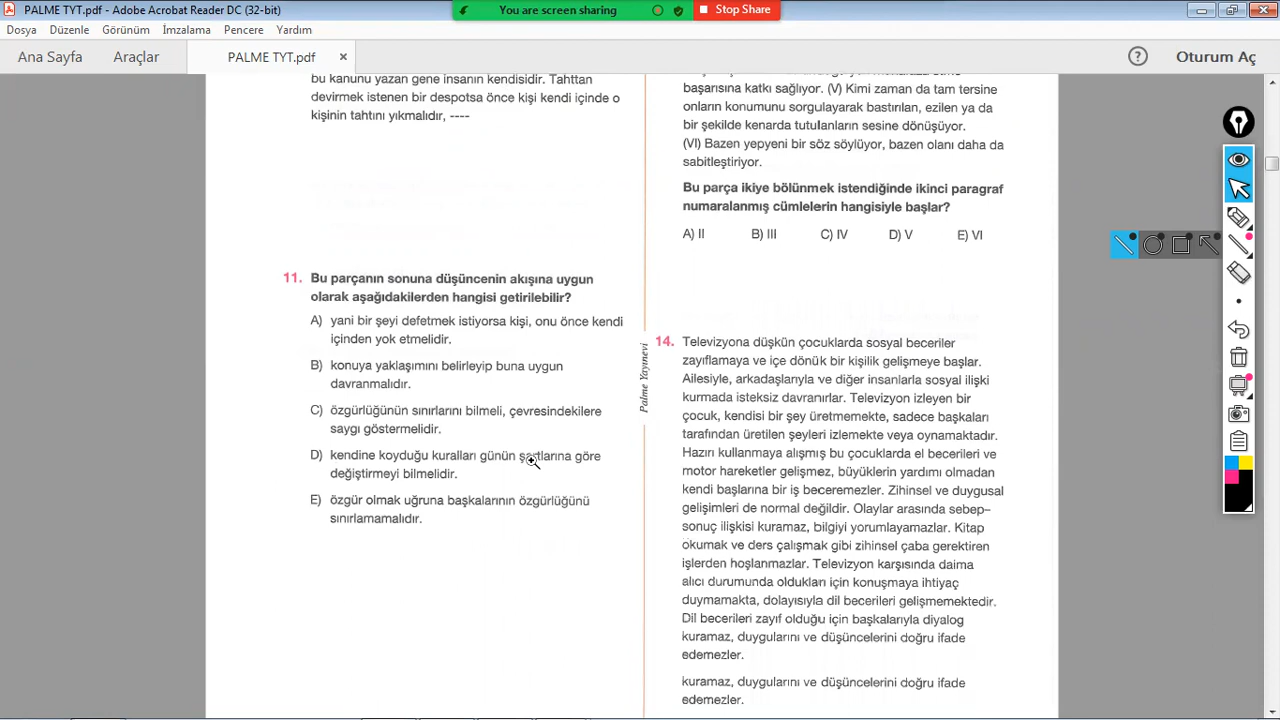 PALME TYT.pdf - Adobe Acrobat Reader DC (32-bit)
You are screen sharing
Stop Share
Dosya Düzenle Görünüm İmzalama Pencere Yardım
Ana Sayfa Araçlar PALME TYT.pdf Oturum Aç
bu kanunu yazan gene insanın kendisidir. Tahttan
devirmek istenen bir despotsa önce kişi kendi içinde o
kişinin tahtını yıkmalıdır, ----
11. Bu parçanın sonuna düşüncenin akışına uygun
olarak aşağıdakilerden hangisi getirilebilir?
A) yani bir şeyi defetmek istiyorsa kişi, onu önce kendi
içinden yok etmelidir.
B) konuya yaklaşımını belirleyip buna uygun
davranmalıdır.
C) özgürlüğünün sınırlarını bilmeli, çevresindekilere
saygı göstermelidir.
D) kendine koyduğu kuralları günün şartlarına göre
değiştirmeyi bilmelidir.
E) özgür olmak uğruna başkalarının özgürlüğünü
sınırlamamalıdır.
Palme Yayınevi
başarısına katkı sağlıyor. (V) Kimi zaman da tam tersine
onların konumunu sorgulayarak bastırılan, ezilen ya da
bir şekilde kenarda tutulanların sesine dönüşüyor.
(VI) Bazen yepyeni bir söz söylüyor, bazen olanı daha da
sabitleştiriyor.
Bu parça ikiye bölünmek istendiğinde ikinci paragraf
numaralanmış cümlelerin hangisiyle başlar?
A) II B) III C) IV D) V E) VI
14. Televizyona düşkün çocuklarda sosyal beceriler
zayıflamaya ve içe dönük bir kişilik gelişmeye başlar.
Ailesiyle, arkadaşlarıyla ve diğer insanlarla sosyal ilişki
kurmada isteksiz davranırlar. Televizyon izleyen bir
çocuk, kendisi bir şey üretmemekte, sadece başkaları
tarafından üretilen şeyleri izlemekte veya oynamaktadır.
Hazırı kullanmaya alışmış bu çocuklarda el becerileri ve
motor hareketler gelişmez, büyüklerin yardımı olmadan
kendi başlarına bir iş beceremezler. Zihinsel ve duygusal
gelişimleri de normal değildir. Olaylar arasında sebep–
sonuç ilişkisi kuramaz, bilgiyi yorumlayamazlar. Kitap
okumak ve ders çalışmak gibi zihinsel çaba gerektiren
işlerden hoşlanmazlar. Televizyon karşısında daima
alıcı durumunda oldukları için konuşmaya ihtiyaç
duymamakta, dolayısıyla dil becerileri gelişmemektedir.
Dil becerileri zayıf olduğu için başkalarıyla diyalog
kuramaz, duygularını ve düşüncelerini doğru ifade
edemezler.
kuramaz, duygularını ve düşüncelerini doğru ifade
edemezler.